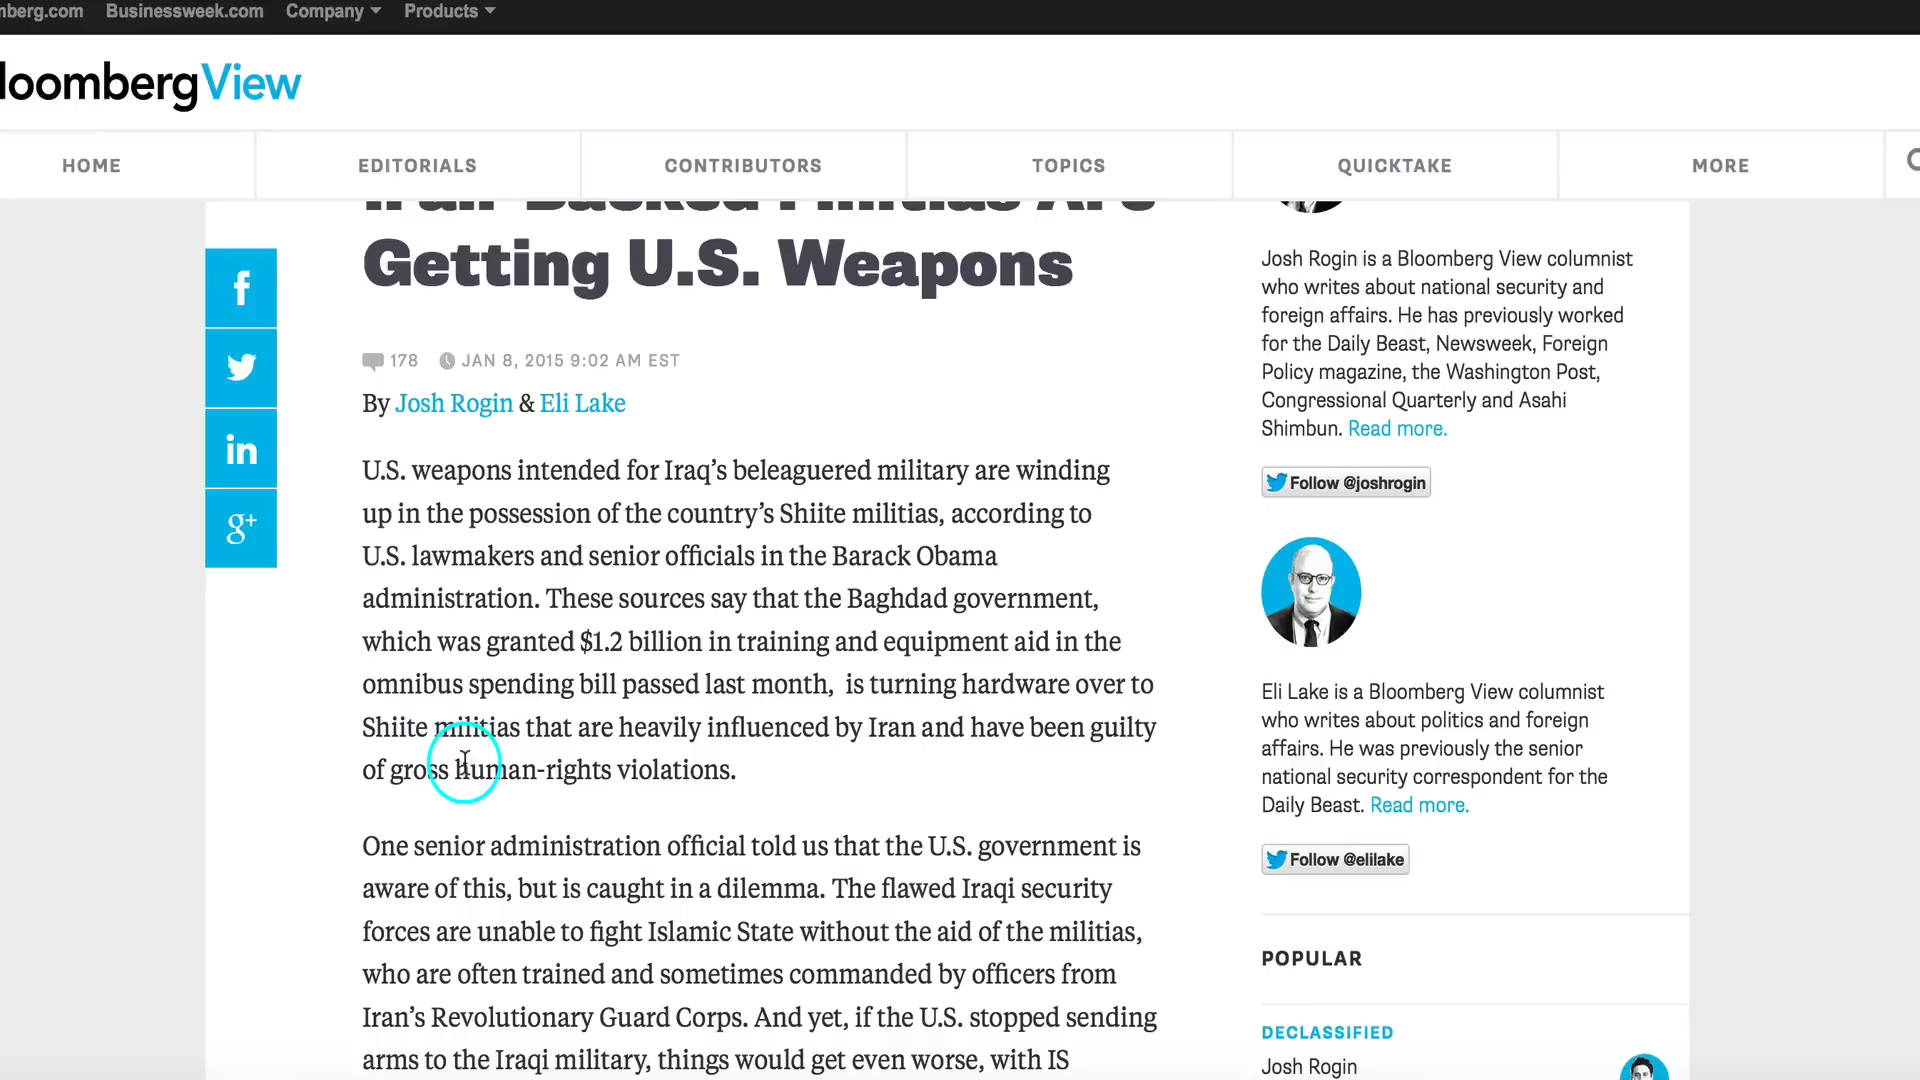 Businessweek.com Company Products
loombergView
HOME EDITORIALS CONTRIBUTORS TOPICS QUICKTAKE MORE
Getting U.S. Weapons
178 JAN 8, 2015 9:02 AM EST
By Josh Rogin & Eli Lake
U.S. weapons intended for Iraq’s beleaguered military are winding
up in the possession of the country’s Shiite militias, according to
U.S. lawmakers and senior officials in the Barack Obama
administration. These sources say that the Baghdad government,
which was granted $1.2 billion in training and equipment aid in the
omnibus spending bill passed last month, is turning hardware over to
Shiite militias that are heavily influenced by Iran and have been guilty
of gross human-rights violations.
One senior administration official told us that the U.S. government is
aware of this, but is caught in a dilemma. The flawed Iraqi security
forces are unable to fight Islamic State without the aid of the militias,
who are often trained and sometimes commanded by officers from
Iran’s Revolutionary Guard Corps. And yet, if the U.S. stopped sending
arms to the Iraqi military, things would get even worse, with IS
f
in
g+
Josh Rogin is a Bloomberg View columnist
who writes about national security and
foreign affairs. He has previously worked
for the Daily Beast, Newsweek, Foreign
Policy magazine, the Washington Post,
Congressional Quarterly and Asahi
Shimbun. Read more.
Follow @joshrogin
Eli Lake is a Bloomberg View columnist
who writes about politics and foreign
affairs. He was previously the senior
national security correspondent for the
Daily Beast. Read more.
Follow @elilake
POPULAR
DECLASSIFIED
Josh Rogin